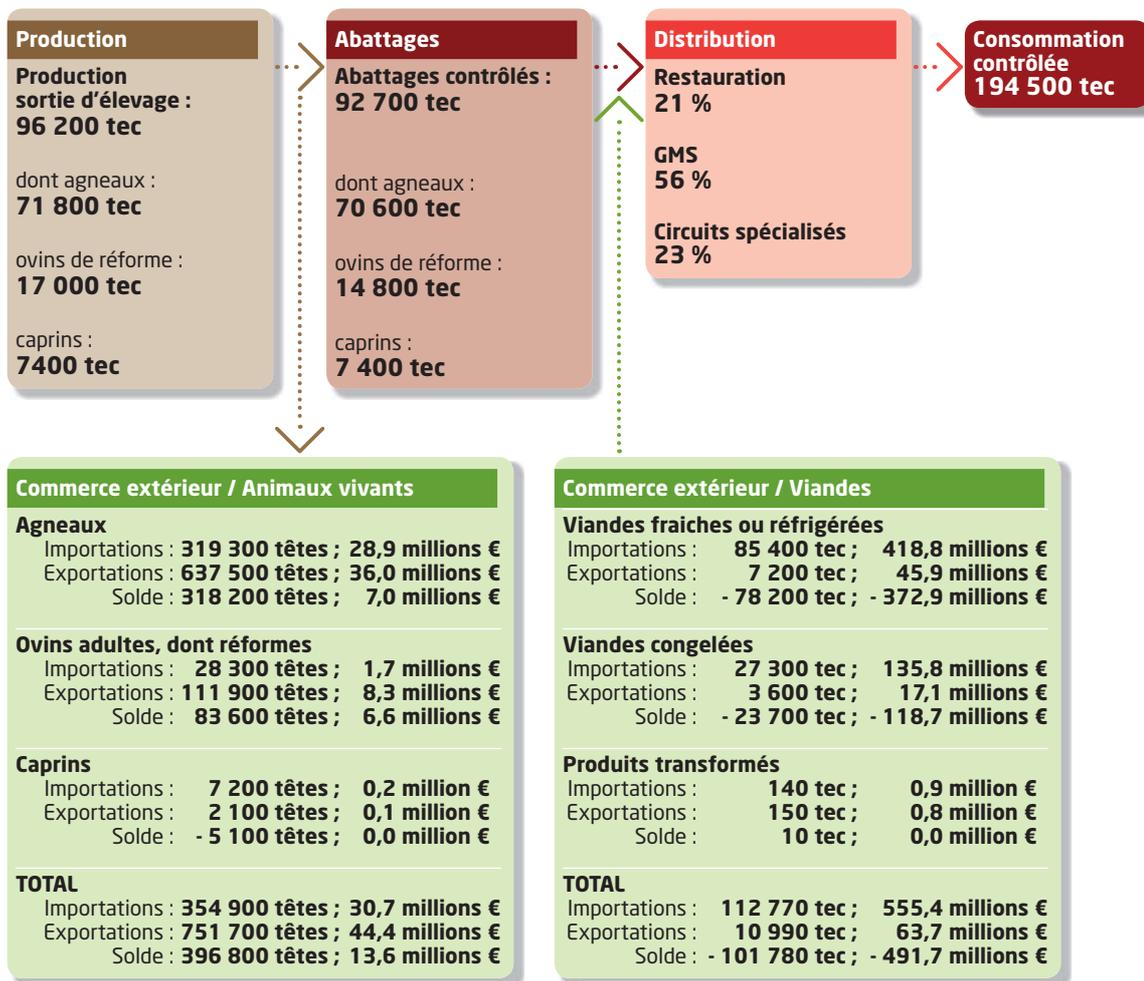 Production
Production
sortie d'élevage :
96 200 tec
dont agneaux :
71 800 tec
ovins de réforme :
17 000 tec
caprins :
7400 tec
Abattages
Abattages contrôlés :
92 700 tec
dont agneaux :
70 600 tec
ovins de réforme :
14 800 tec
caprins :
7 400 tec
Distribution
Restauration
21 %
GMS
56 %
Circuits spécialisés
23 %
Consommation
contrôlée
194 500 tec
Commerce extérieur / Animaux vivants
Agneaux
Importations : 319 300 têtes ; 28,9 millions €
Exportations : 637 500 têtes ; 36,0 millions €
Solde : 318 200 têtes ; 7,0 millions €
Ovins adultes, dont réformes
Importations : 28 300 têtes ; 1,7 millions €
Exportations : 111 900 têtes ; 8,3 millions €
Solde : 83 600 têtes ; 6,6 millions €
Caprins
Importations : 7 200 têtes ; 0,2 million €
Exportations : 2 100 têtes ; 0,1 million €
Solde : - 5 100 têtes ; 0,0 million €
TOTAL
Importations : 354 900 têtes ; 30,7 millions €
Exportations : 751 700 têtes ; 44,4 millions €
Solde : 396 800 têtes ; 13,6 millions €
Commerce extérieur / Viandes
Viandes fraiches ou réfrigérées
Importations : 85 400 tec ; 418,8 millions €
Exportations : 7 200 tec ; 45,9 millions €
Solde : - 78 200 tec ; - 372,9 millions €
Viandes congelées
Importations : 27 300 tec ; 135,8 millions €
Exportations : 3 600 tec ; 17,1 millions €
Solde : - 23 700 tec ; - 118,7 millions €
Produits transformés
Importations : 140 tec ; 0,9 million €
Exportations : 150 tec ; 0,8 million €
Solde : 10 tec ; 0,0 million €
TOTAL
Importations : 112 770 tec ; 555,4 millions €
Exportations : 10 990 tec ; 63,7 millions €
Solde : - 101 780 tec ; - 491,7 millions €